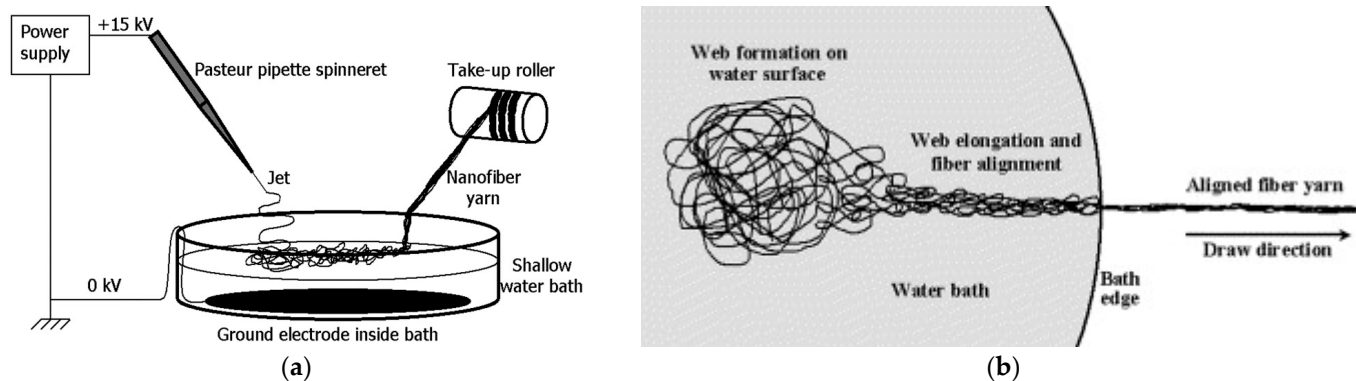 Power
supply
+15 kV
Pasteur pipette spinneret
Take-up roller
Jet
Nanofiber
yarn
0 kV
Shallow
water bath
Ground electrode inside bath
(a)
Web formation on
water surface
Web elongation and
fiber alignment
Aligned fiber yarn
Draw direction
Water bath
Bath
edge
(b)